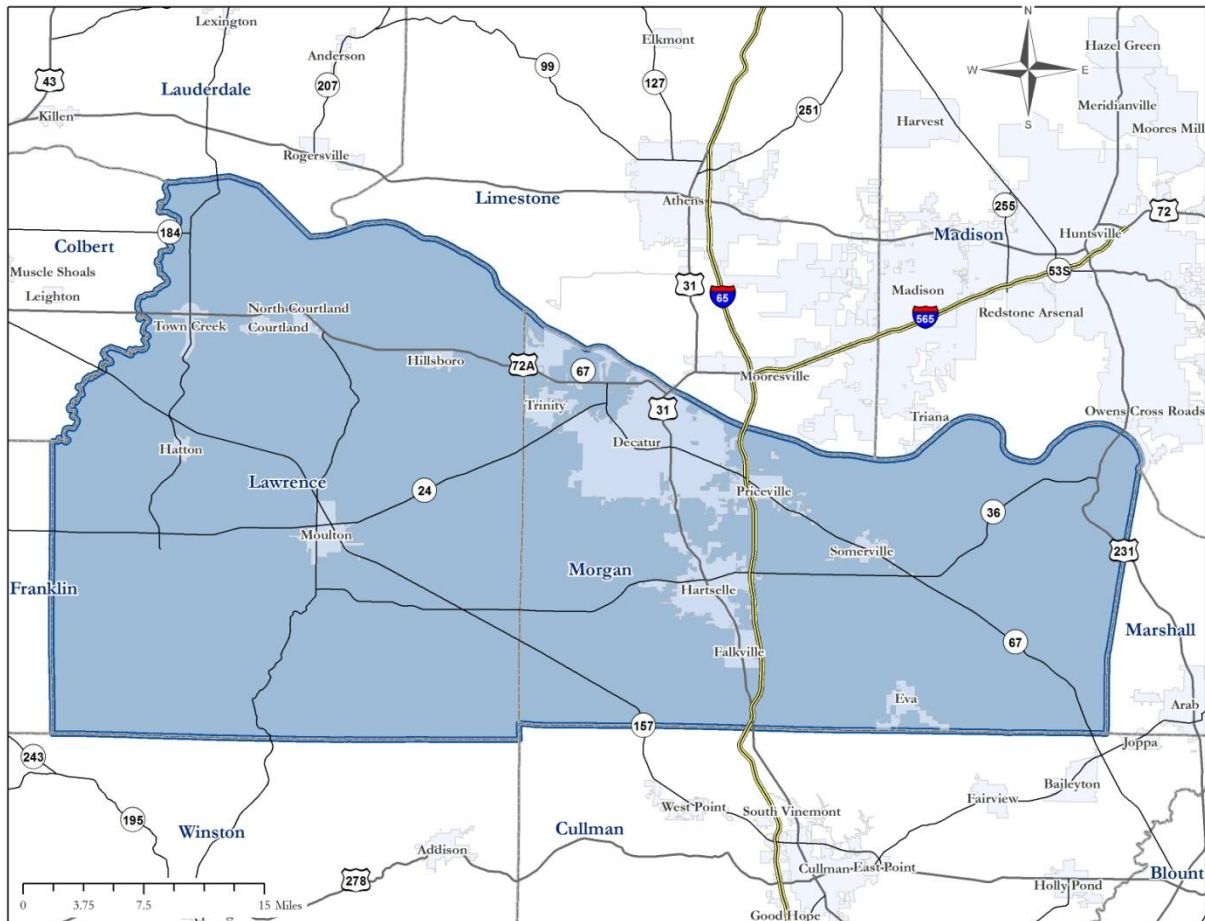 Lexington
N
Hazel Green
Anderson
Elkmont
99
W
E
43
207
127
Lauderdale
Meridianville
S
Killen
251
Harvest
Moores Mill
Rogersville
Limestone
Athens
255
72
184
Madison
Huntsville
Colbert
Muscle Shoals
53S
Leighton
31
65
Madison
North Courtland
565
Redstone Arsenal
Town Creek
Courtland
Hillsboro
72A
67
Mooresville
Trinity
31
Triana
Owens Cross Roads
Hatton
Decatur
Lawrence
24
Priceville
36
Moulton
Somerville
231
Franklin
Morgan
Hartselle
Marshall
67
Falkville
Eva
Arab
157
Joppa
243
Baileyton
Fairview
195
West Point
South Vinemont
Winston
Cullman
Addison
Cullman
East Point
Blount
278
Holly Pond
0 3.75 7.5 15 Miles
Good Hope